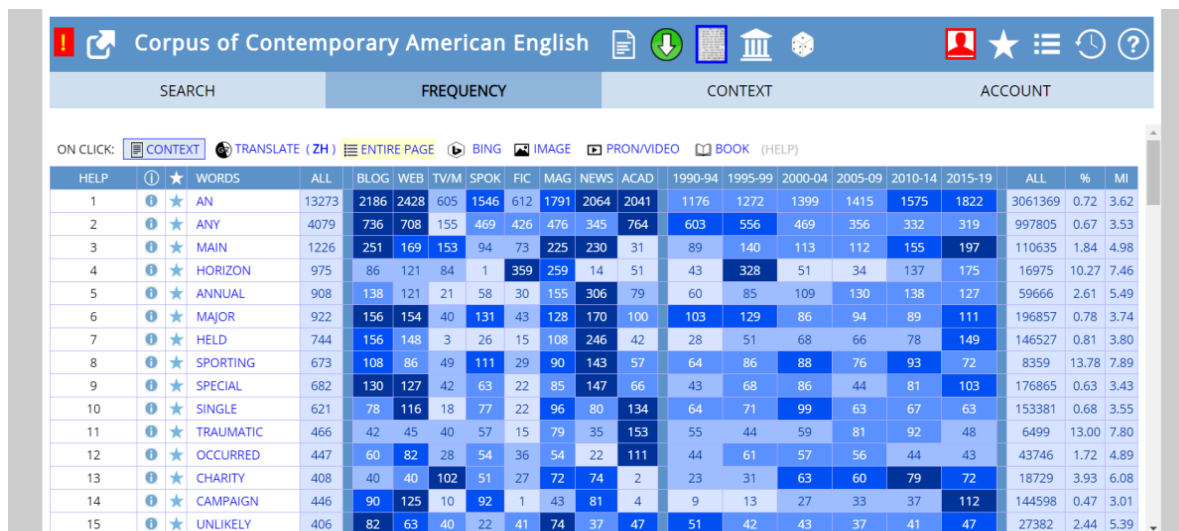 ! Corpus of Contemporary American English ?
SEARCH FREQUENCY CONTEXT ACCOUNT
ON CLICK: CONTEXT TRANSLATE (ZH) ENTIRE PAGE BING IMAGE PRON/VIDEO BOOK (HELP)
HELP WORDS ALL BLOG WEB TV/M SPOK FIC MAG NEWS ACAD 1990-94 1995-99 2000-04 2005-09 2010-14 2015-19 ALL % MI
1 AN 13273 2186 2428 605 1546 612 1791 2064 2041 1176 1272 1399 1415 1575 1822 3061369 0.72 3.62
2 ANY 4079 736 708 155 469 426 476 345 764 603 556 469 356 332 319 997805 0.67 3.53
3 MAIN 1226 251 169 153 94 73 225 230 31 89 140 113 112 155 197 110635 1.84 4.98
4 HORIZON 975 86 121 84 1 359 259 14 51 43 328 51 34 137 175 16975 10.27 7.46
5 ANNUAL 908 138 121 21 58 30 155 306 79 60 85 109 130 138 127 59666 2.61 5.49
6 MAJOR 922 156 154 40 131 43 128 170 100 103 129 86 94 89 111 196857 0.78 3.74
7 HELD 744 156 148 3 26 15 108 246 42 28 51 68 66 78 149 146527 0.81 3.80
8 SPORTING 673 108 86 49 111 29 90 143 57 64 86 88 76 93 72 8359 13.78 7.89
9 SPECIAL 682 130 127 42 63 22 85 147 66 43 68 86 44 81 103 176865 0.63 3.43
10 SINGLE 621 78 116 18 77 22 96 80 134 64 71 99 63 67 63 153381 0.68 3.55
11 TRAUMATIC 466 42 45 40 57 15 79 35 153 55 44 59 81 92 48 6499 13.00 7.80
12 OCCURRED 447 60 82 28 54 36 54 22 111 44 61 57 56 44 43 43746 1.72 4.89
13 CHARITY 408 40 40 102 51 27 72 74 2 23 31 63 60 79 72 18729 3.93 6.08
14 CAMPAIGN 446 90 125 10 92 1 43 81 4 9 13 27 33 37 112 144598 0.47 3.01
15 UNLIKELY 406 82 63 40 22 41 74 37 47 51 42 43 37 41 47 27382 2.44 5.39